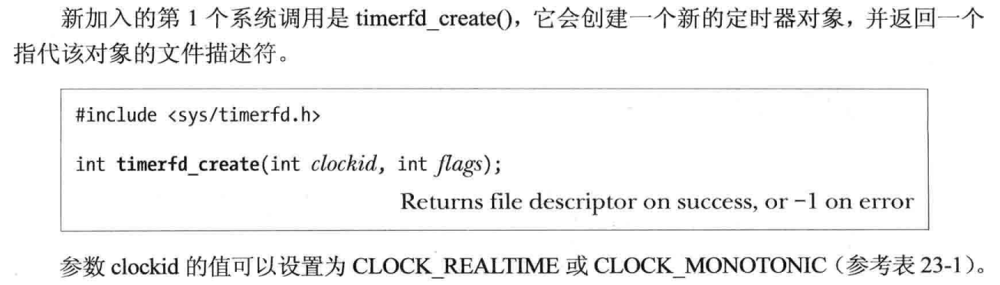 新加入的第 1 个系统调用是 timerfd_create()，它会创建一个新的定时器对象，并返回一个
指代该对象的文件描述符。
#include <sys/timerfd.h>
int timerfd_create(int clockid, int flags);
Returns file descriptor on success, or −1 on error
参数 clockid 的值可以设置为 CLOCK_REALTIME 或 CLOCK_MONOTONIC（参考表 23-1）。